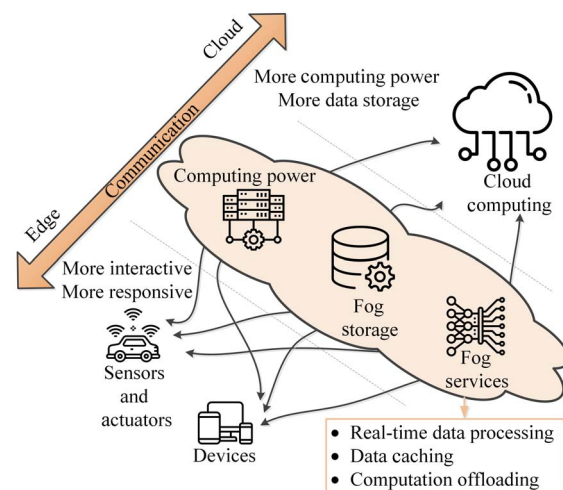 Cloud
Communication
Edge
More computing power
More data storage
Cloud
computing
Computing power
Fog
storage
Fog
services
More interactive
More responsive
Sensors
and
actuators
Devices
● Real-time data processing
● Data caching
● Computation offloading